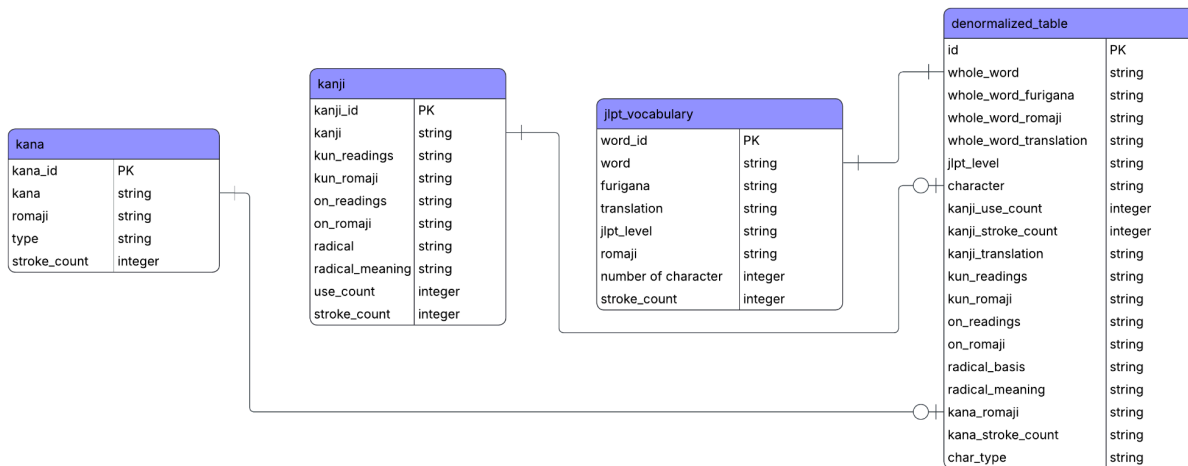 kana
kana_id PK
kana string
romaji string
type string
stroke_count integer
kanji
kanji_id PK
kanji string
kun_readings string
kun_romaji string
on_readings string
on_romaji string
radical string
radical_meaning string
use_count integer
stroke_count integer
jlpt_vocabulary
word_id PK
word string
furigana string
translation string
jlpt_level string
romaji string
number of character integer
stroke_count integer
denormalized_table
id PK
whole_word string
whole_word_furigana string
whole_word_romaji string
whole_word_translation string
jlpt_level string
character string
kanji_use_count integer
kanji_stroke_count integer
kanji_translation string
kun_readings string
kun_romaji string
on_readings string
on_romaji string
radical_basis string
radical_meaning string
kana_romaji string
kana_stroke_count string
char_type string